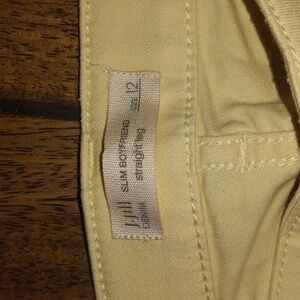 J.Jill
DENIM
SLIM BOYFRIEND
straight leg
SIZE 12